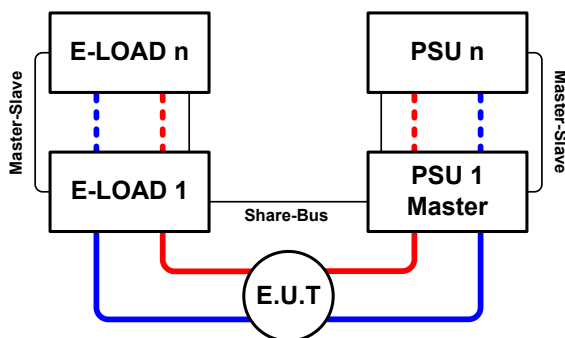 E-LOAD n
PSU n
Master-Slave
Master-Slave
E-LOAD 1
PSU 1
Master
Share-Bus
E.U.T